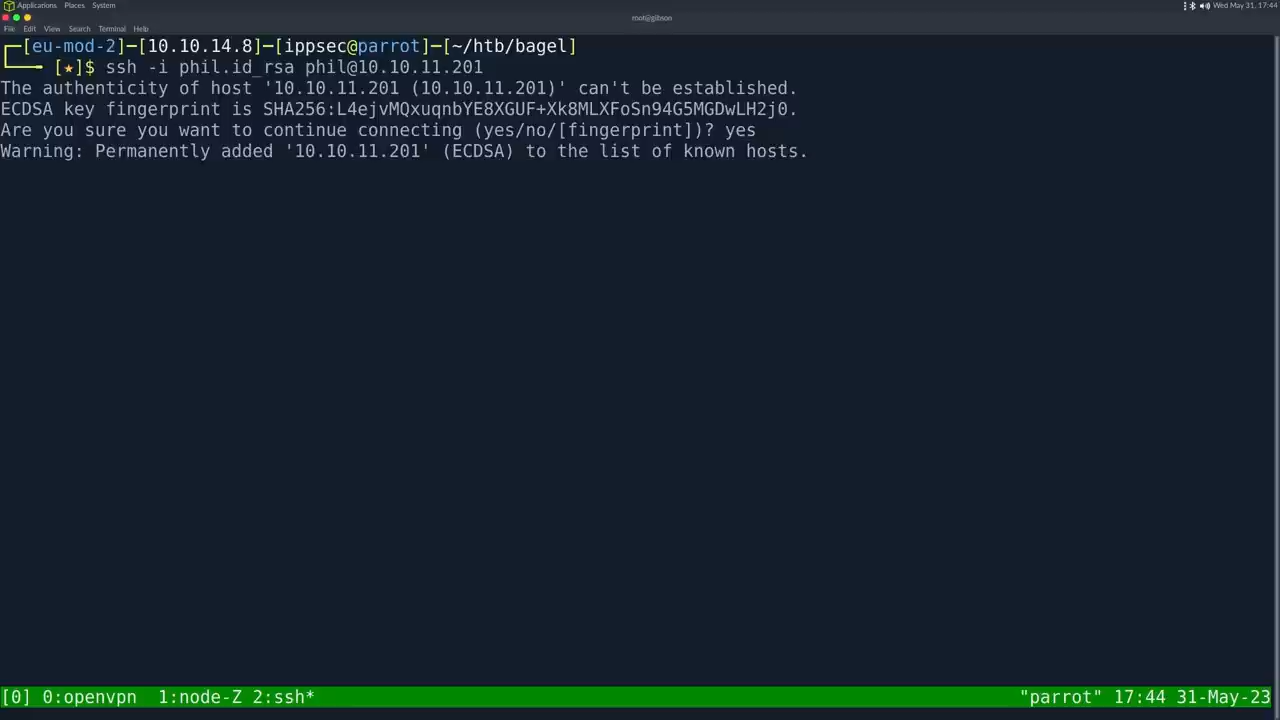 Applications Places System
Wed May 31, 17:44
root@gibson
File Edit View Search Terminal Help
┌─[eu-mod-2]─[10.10.14.8]─[ippsec@parrot]─[~/htb/bagel]
└──╼ [★]$ ssh -i phil.id_rsa phil@10.10.11.201
The authenticity of host '10.10.11.201 (10.10.11.201)' can't be established.
ECDSA key fingerprint is SHA256:L4ejvMQxuqnbYE8XGUF+Xk8MLXFoSn94G5MGDwLH2j0.
Are you sure you want to continue connecting (yes/no/[fingerprint])? yes
Warning: Permanently added '10.10.11.201' (ECDSA) to the list of known hosts.
[0] 0:openvpn 1:node-Z 2:ssh* "parrot" 17:44 31-May-23